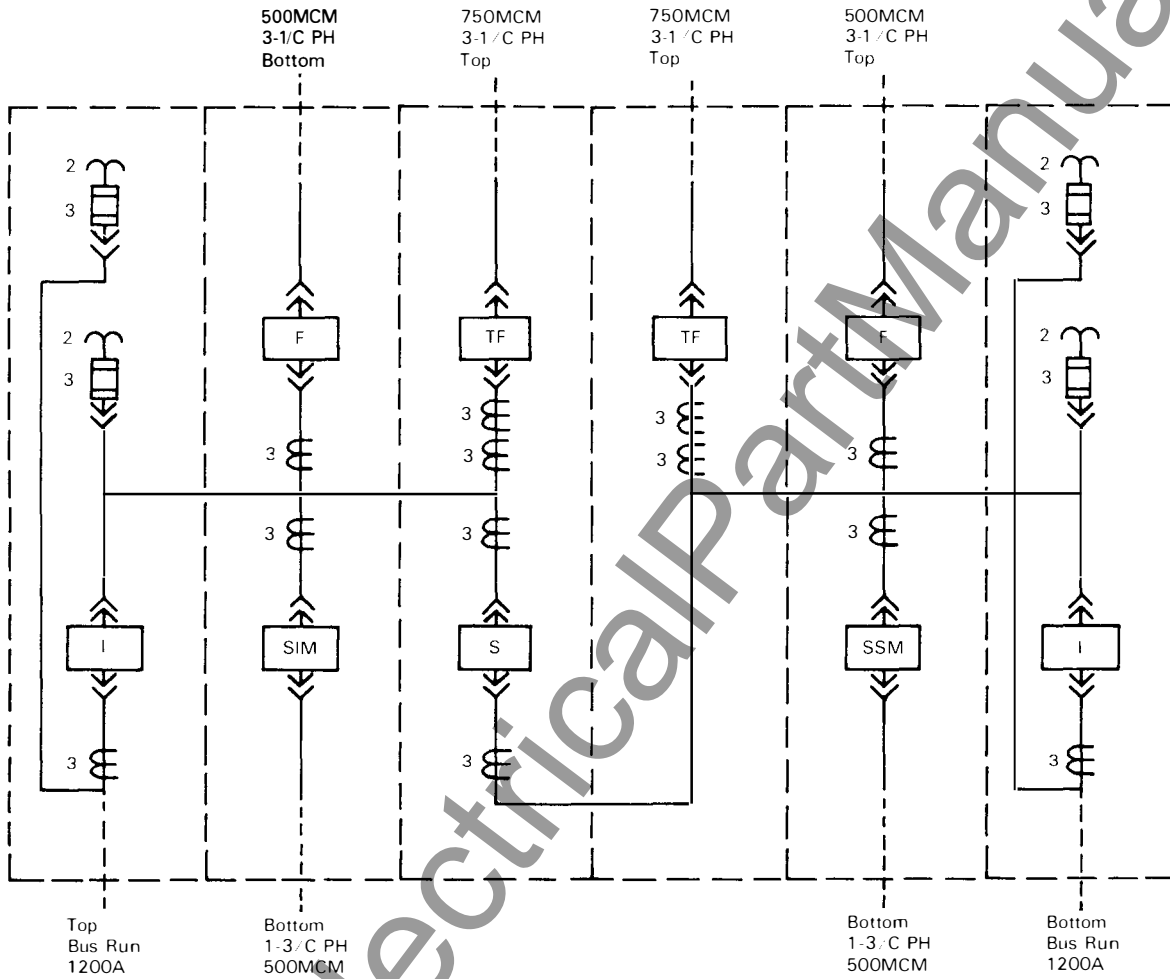 500MCM
3-1/C PH
Bottom
750MCM
3-1/C PH
Top
750MCM
3-1/C PH
Top
500MCM
3-1/C PH
Top
2
3
2
3
F
TF
TF
F
2
3
2
3
3
3
3
3
3
3
3
3
3
I
SIM
S
SSM
I
3
3
3
Top
Bus Run
1200A
Bottom
1-3/C PH
500MCM
Bottom
1-3/C PH
500MCM
Bottom
Bus Run
1200A
ectricalPartManua